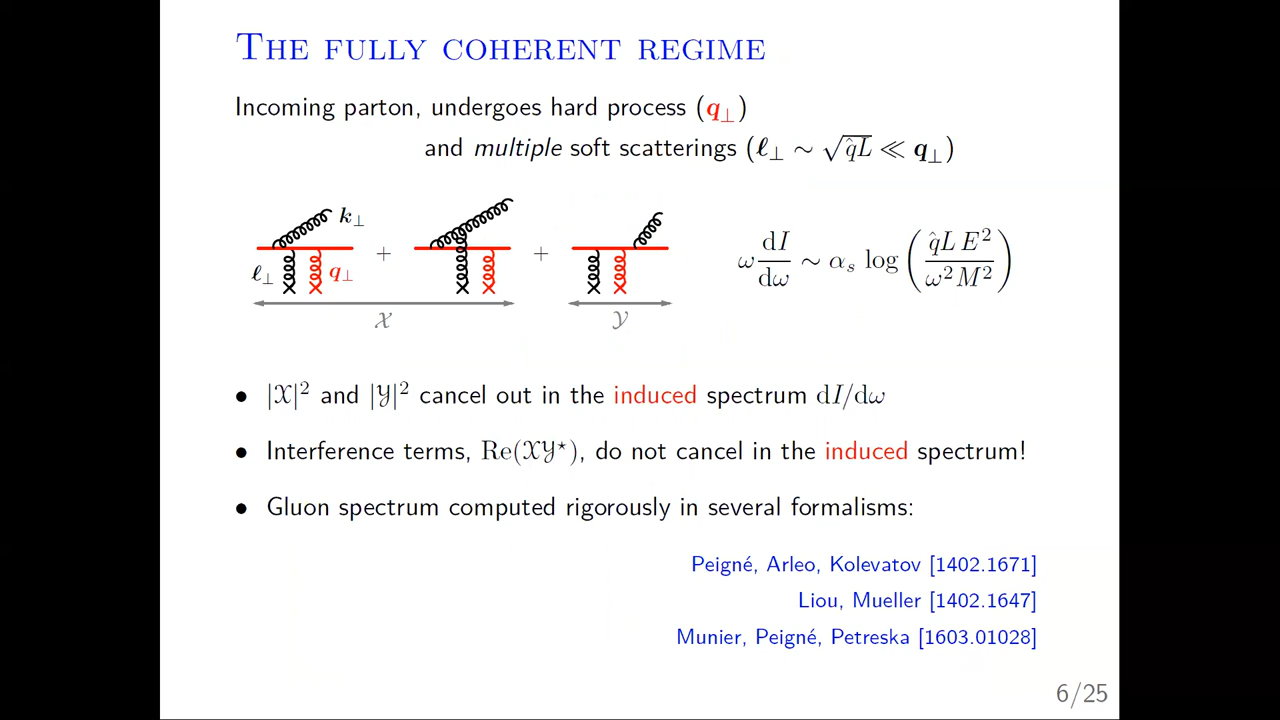 THE FULLY COHERENT REGIME
Incoming parton, undergoes hard process (q⊥)
and multiple soft scatterings (ℓ⊥ ∼ √q̂L ≪ q⊥)
k⊥
ℓ⊥ q⊥ + +
ω dI/dω ∼ αs log ( q̂L E² / ω² M² )
𝒳 𝒴
• |𝒳|² and |𝒴|² cancel out in the induced spectrum dI/dω
• Interference terms, Re(𝒳𝒴⋆), do not cancel in the induced spectrum!
• Gluon spectrum computed rigorously in several formalisms:
Peigné, Arleo, Kolevatov [1402.1671]
Liou, Mueller [1402.1647]
Munier, Peigné, Petreska [1603.01028]
6/25